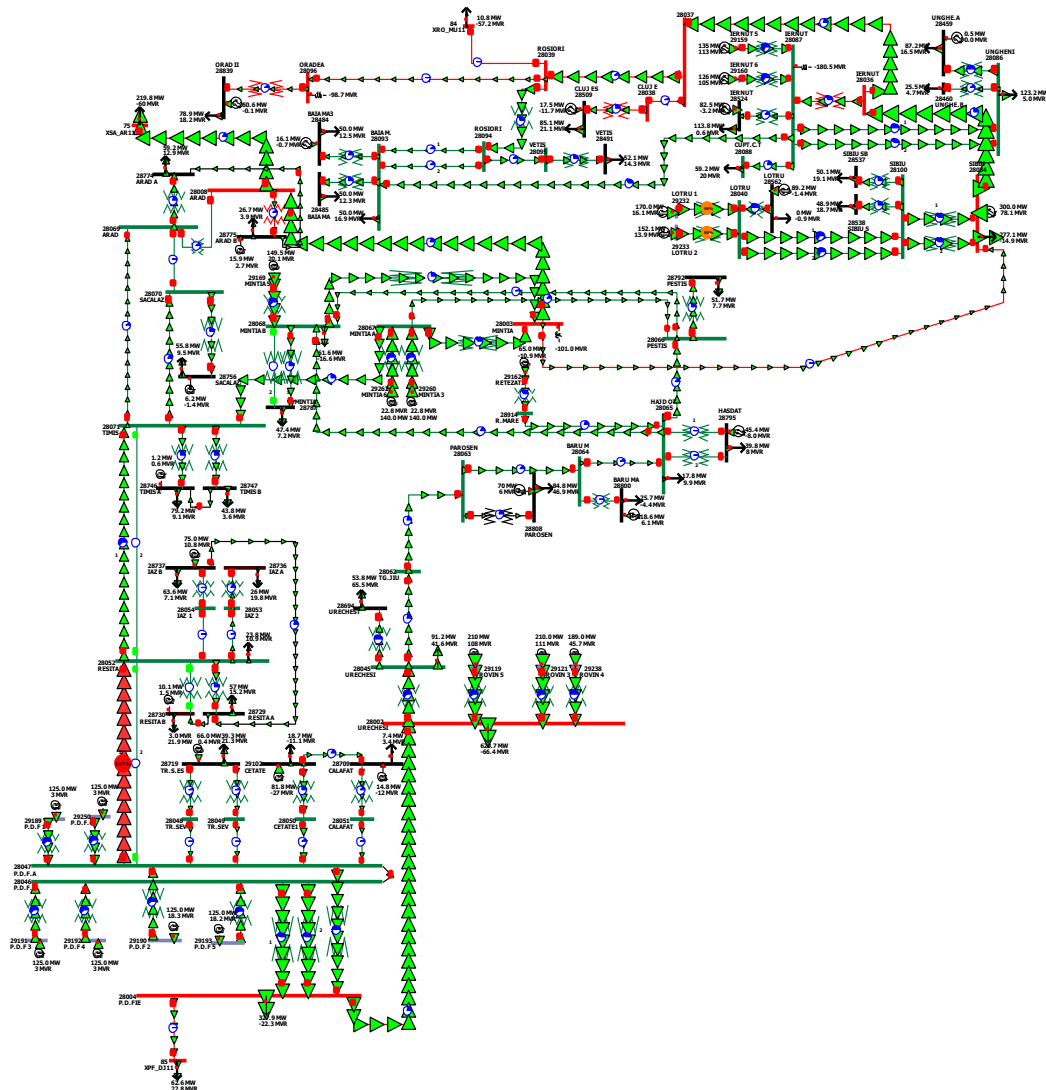 10.8 MW
-57.2 MVR
84
XRO_MU11
ROSIORI
28039
28037
IERNUT 5
29159
135 MW
113 MVR
IERNUT
28087
IERNUT 6
29160
126 MW
105 MVR
-180.5 MVR
UNGHE.A
28459
0.5 MW
87.2 MW
16.5 MVR
UNGHENI
28086
25.5 MW
4.7 MVR
28460
UNGHE.B
123.2 MW
5.0 MVR
IERNUT
28036
IERNUT
28524
82.5 MW
-3.2 MVR
113.8 MW
0.6 MVR
CUPT.C.T
28088
59.2 MW
20 MVR
ORAD II
28839
ORADEA
28096
-98.7 MVR
60.6 MW
-0.1 MVR
78.9 MW
18.2 MVR
219.8 MW
-60 MVR
75
XSA_AR11
CLUJ ES
28509
CLUJ E
28038
17.5 MW
-11.7 MVR
85.1 MW
21.1 MVR
16.1 MW
-0.7 MVR
BAIA MA3
28484
50.0 MW
12.5 MVR
BAIA M.
28093
ROSIORI
28094
VETIS
28095
VETIS
28491
52.1 MW
14.3 MVR
28485
BAIA MA
50.0 MW
12.3 MVR
50.0 MW
16.9 MVR
59.2 MW
12.9 MVR
28774
ARAD A
28008
ARAD
26.7 MW
3.9 MVR
28775
ARAD B
15.9 MW
2.7 MVR
28069
ARAD
149.5 MW
20.1 MVR
29169
MINTIA 5
LOTRU 1
29232
170.0 MW
16.1 MVR
152.1 MW
13.9 MVR
29233
LOTRU 2
LOTRU
28040
LOTRU
28562
89.2 MW
-1.4 MVR
0 MW
-0.9 MVR
SIBIU SB
28537
50.1 MW
19.1 MVR
SIBIU
28100
48.9 MW
18.7 MVR
28538
SIBIU S
SIBIU
300.0 MW
78.1 MVR
277.1 MW
-14.9 MVR
28070
SACALAZ
28068
MINTIA B
28067
MINTIA A
28003
MINTIA
-101.0 MVR
28792
PESTIS
51.7 MW
7.7 MVR
28066
PESTIS
61.6 MW
-16.6 MVR
65.0 MW
-10.9 MVR
29162
RETEZAT1
28914
R.MARE
55.8 MW
9.5 MVR
28756
SACALAZ
6.2 MW
-1.4 MVR
29261
MINTIA 6
29260
MINTIA 3
22.8 MVR
140.0 MW
22.8 MVR
140.0 MW
MINTIA
28787
47.4 MW
7.2 MVR
HAJD OT
28065
HASDAT
28795
45.4 MW
-8.0 MVR
39.8 MW
8 MVR
17.8 MW
9.9 MVR
28071
TIMIS
1.2 MW
0.6 MVR
28746
TIMIS A
28747
TIMIS B
79.2 MW
9.1 MVR
43.8 MW
3.6 MVR
PAROSEN
28063
BARU M
28064
70 MW
6 MVR
84.8 MW
46.9 MVR
28808
PAROSEN
BARU MA
28800
25.7 MW
-4.4 MVR
18.6 MW
6.1 MVR
75.0 MW
10.8 MVR
28737
IAZ B
28736
IAZ A
63.6 MW
7.1 MVR
26 MW
19.8 MVR
28054
IAZ 1
28053
IAZ 2
28062
TG.JIU
53.8 MW
65.5 MVR
28694
URECHEST
23.8 MW
10.9 MVR
28052
RESITA
91.2 MW
41.6 MVR
28045
URECHESI
210 MW
108 MVR
29119
ROVIN 5
210.0 MW
111 MVR
189.0 MW
45.7 MVR
29121
ROVIN 3
29238
ROVIN 4
10.1 MW
1.5 MVR
57 MW
15.2 MVR
28730
RESITA B
28729
RESITA A
3.0 MW
21.9 MVR
28002
URECHESI
-66.4 MVR
66.0 MW
0.4 MVR
39.3 MW
21.3 MVR
28719
TR.S.ES
18.7 MW
-11.1 MVR
29102
CETATE
28709
CALAFAT
7.4 MW
3.4 MVR
81.8 MW
-27 MVR
14.8 MW
-12 MVR
125.0 MW
3 MVR
125.0 MW
3 MVR
29189
P.D.F 1
29250
28048
TR.SEV
28049
TR.SEV
28050
CETATE1
28051
CALAFAT
28047
P.D.F.A
28046
P.D.F.
125.0 MW
18.3 MVR
125.0 MW
18.2 MVR
29191
P.D.F 3
29192
P.D.F 4
29190
P.D.F 2
29193
P.D.F 5
125.0 MW
3 MVR
125.0 MW
3 MVR
28004
P.D.FIE
-22.3 MVR
85
XPF_DJ11
62.6 MW
22.8 MVR